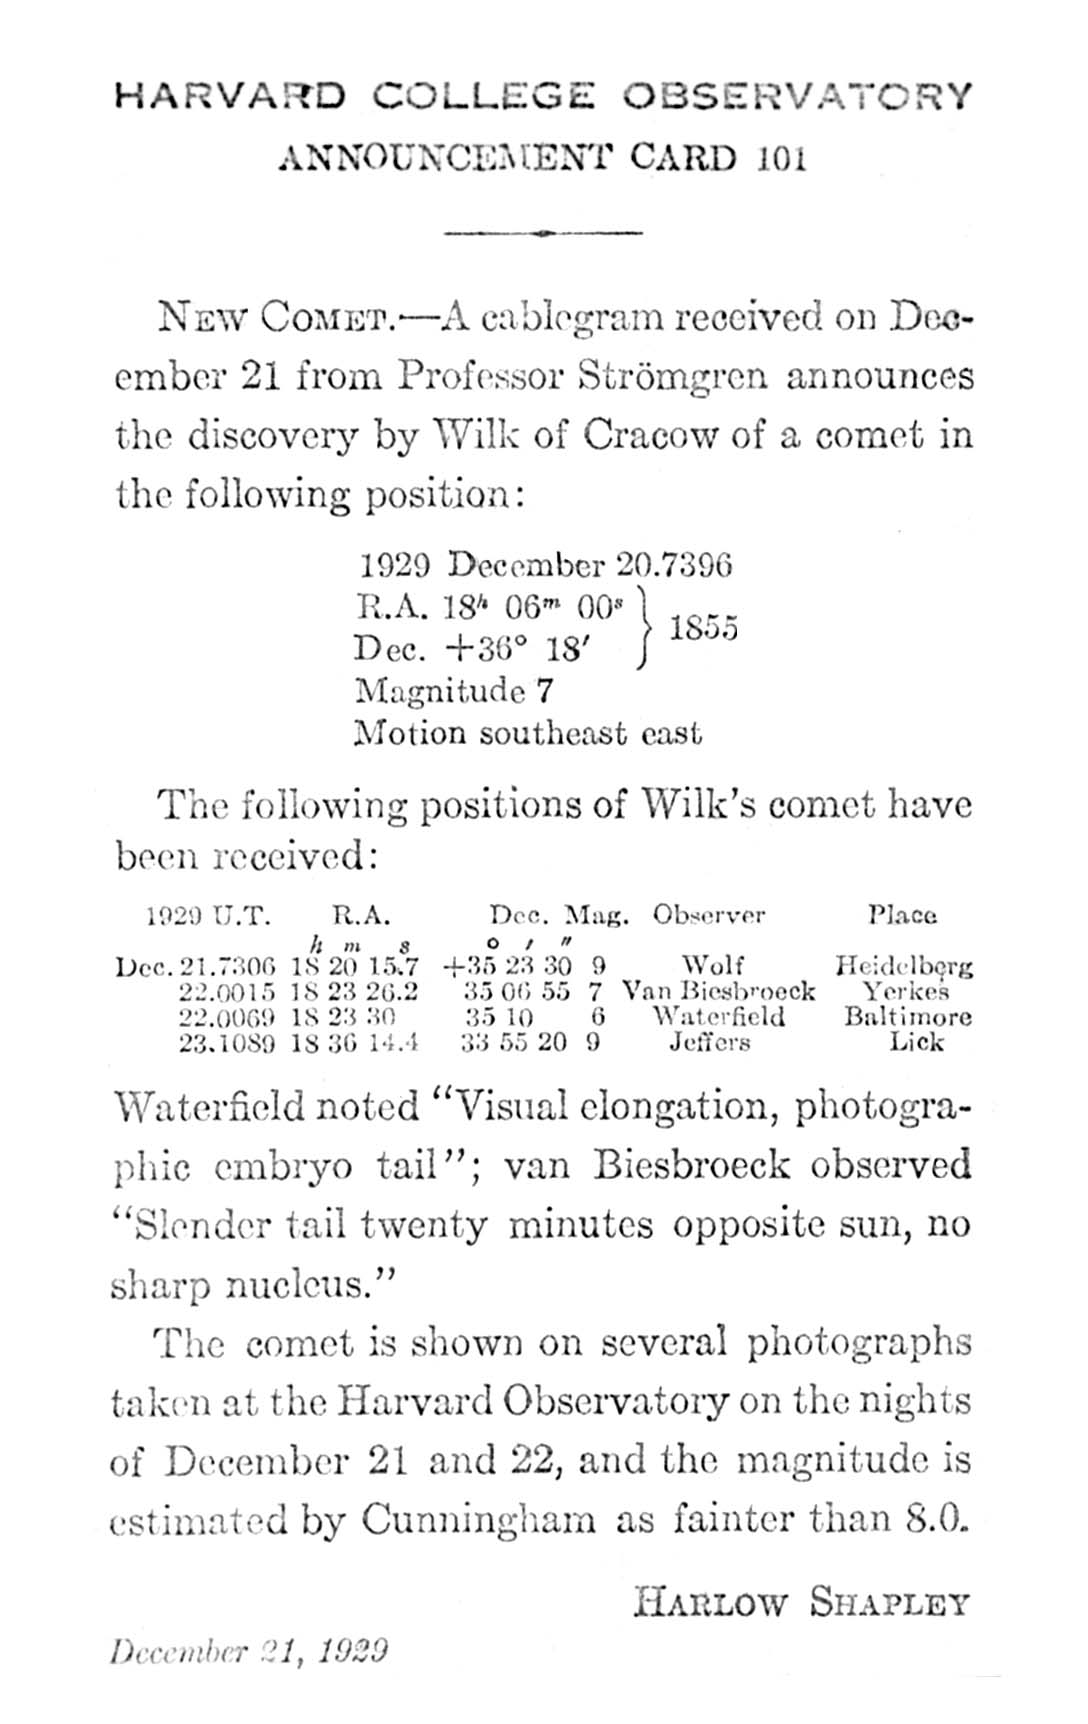 HARVARD COLLEGE OBSERVATORY
ANNOUNCEMENT CARD 101
NEW COMET.—A cablegram received on Dec-
ember 21 from Professor Strömgren announces
the discovery by Wilk of Cracow of a comet in
the following position:
1929 December 20.7396
R.A. 18h 06m 00s } 1855
Dec. +36° 18′
Magnitude 7
Motion southeast east
The following positions of Wilk's comet have
been received:
1929 U.T. R.A. Dec. Mag. Observer Place
h m s ° ′ ″
Dec. 21.7306 18 20 15.7 +35 23 30 9 Wolf Heidelberg
22.0015 18 23 26.2 35 06 55 7 Van Biesbroeck Yerkes
22.0069 18 23 30 35 10 6 Waterfield Baltimore
23.1089 18 36 14.4 33 55 20 9 Jeffers Lick
Waterfield noted “Visual elongation, photogra-
phic embryo tail”; van Biesbroeck observed
“Slender tail twenty minutes opposite sun, no
sharp nucleus.”
The comet is shown on several photographs
taken at the Harvard Observatory on the nights
of December 21 and 22, and the magnitude is
estimated by Cunningham as fainter than 8.0.
HARLOW SHAPLEY
December 21, 1929